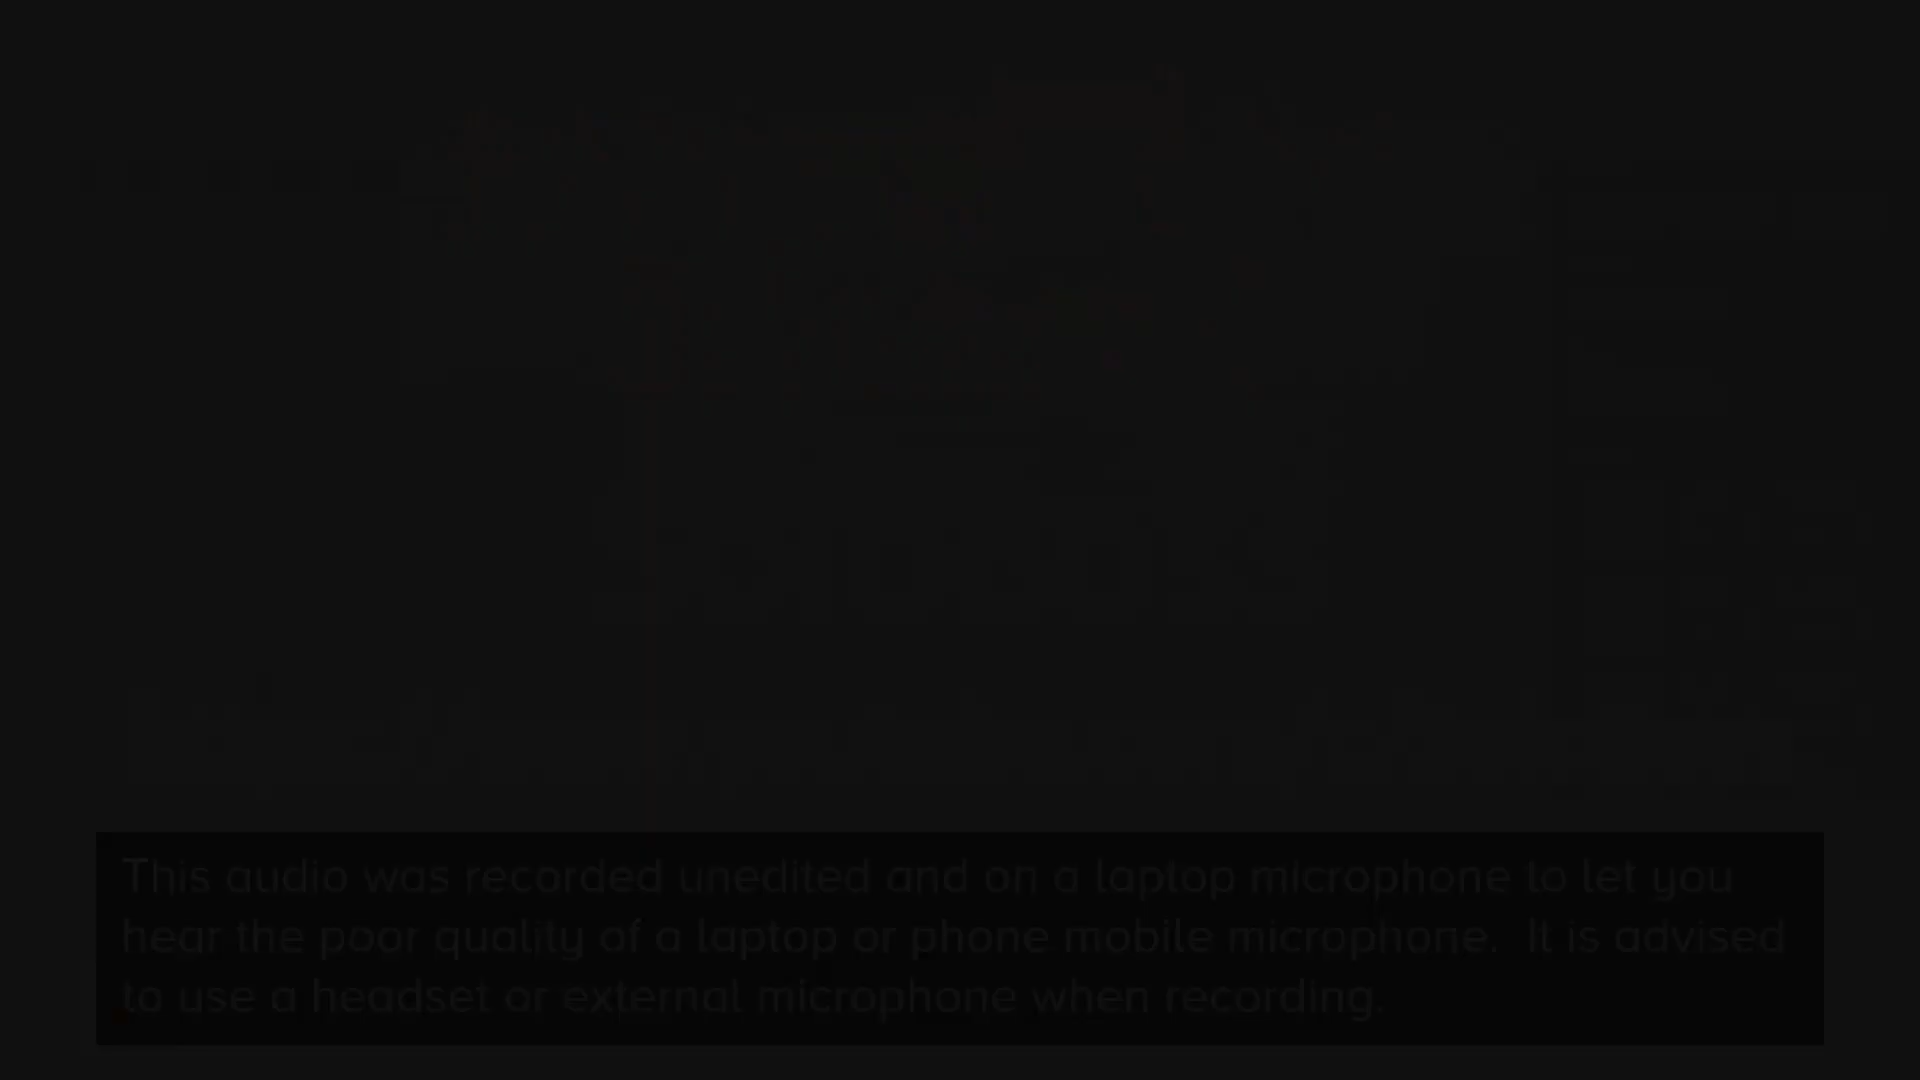 This audio was recorded unedited and on a laptop microphone to let you
hear the poor quality of a laptop or phone mobile microphone.  It is advised
to use a headset or external microphone when recording.